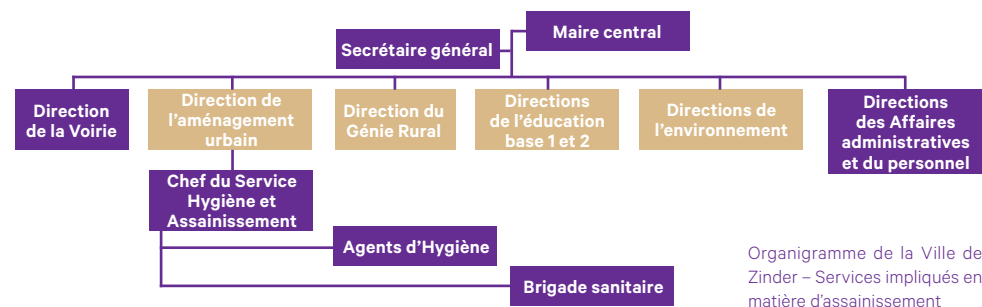 Maire central
Secrétaire général
Direction
de la Voirie
Direction de
l’aménagement
urbain
Direction du
Génie Rural
Directions
de l’éducation
base 1 et 2
Directions de
l’environnement
Directions
des Affaires
administratives
et du personnel
Chef du Service
Hygiène et
Assainissement
Agents d’Hygiène
Brigade sanitaire
Organigramme de la Ville de
Zinder – Services impliqués en
matière d’assainissement